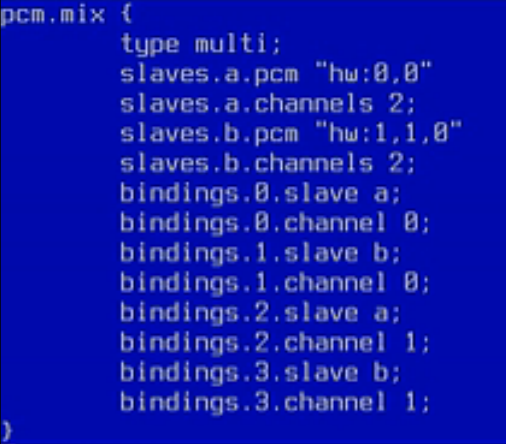 pcm.mix {
type multi;
slaves.a.pcm "hw:0,0"
slaves.a.channels 2;
slaves.b.pcm "hw:1,1,0"
slaves.b.channels 2;
bindings.0.slave a;
bindings.0.channel 0;
bindings.1.slave b;
bindings.1.channel 0;
bindings.2.slave a;
bindings.2.channel 1;
bindings.3.slave b;
bindings.3.channel 1;
}